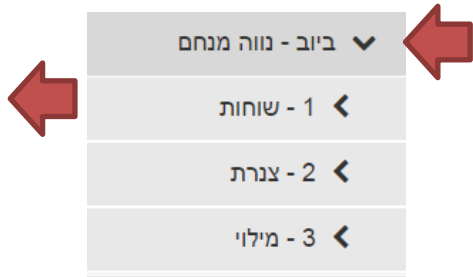 ביוב - נווה מנחם
1 - שוחות
2 - צנרת
3 - מילוי